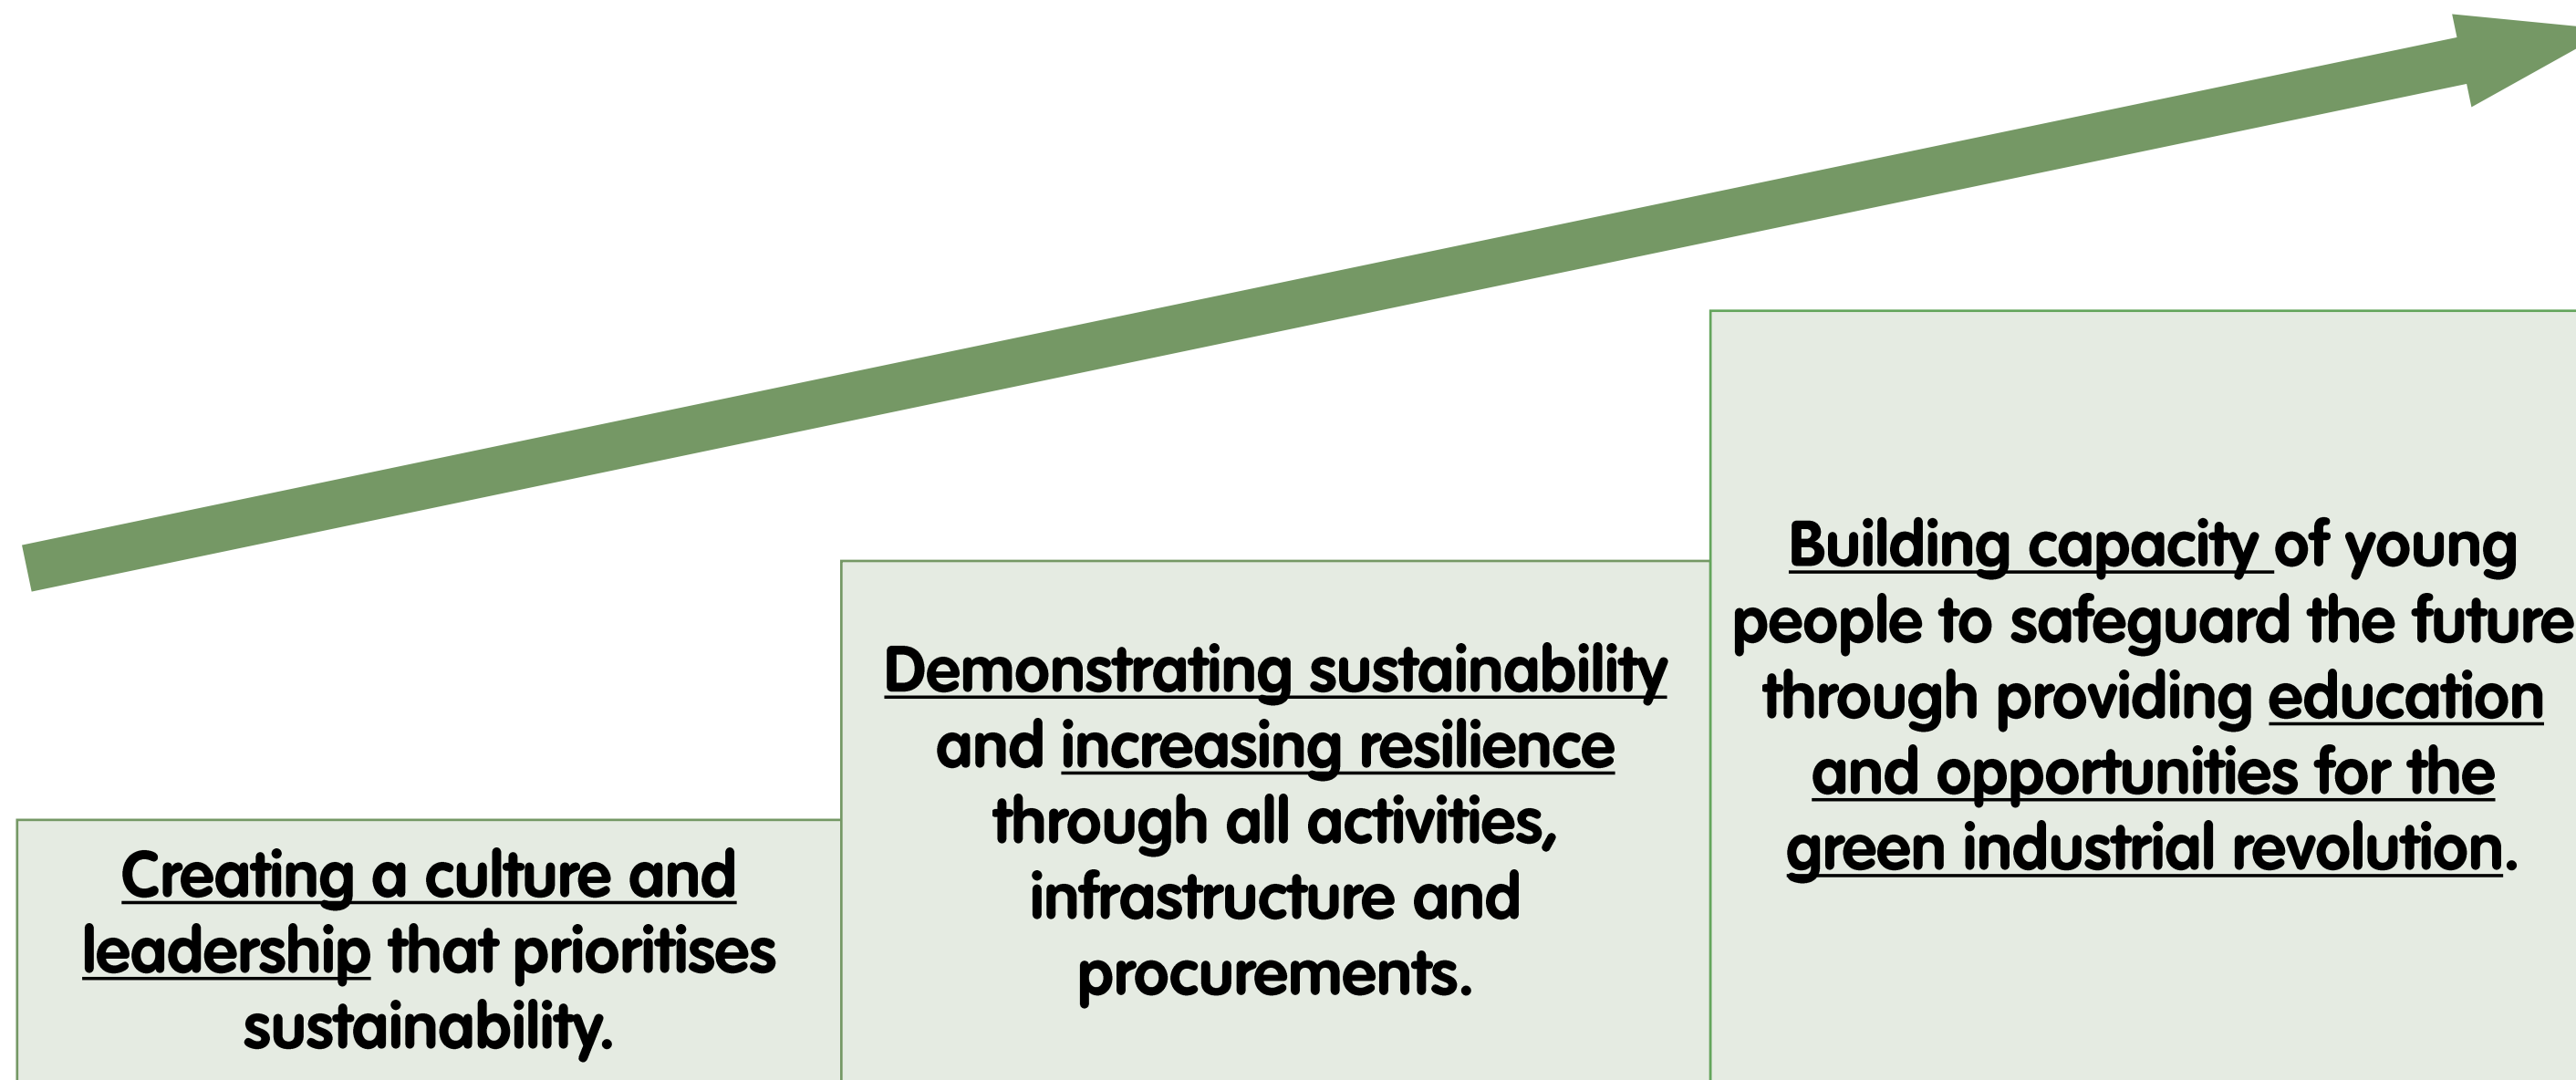 Creating a culture and
leadership that prioritises
sustainability.
Demonstrating sustainability
and increasing resilience
through all activities,
infrastructure and
procurements.
Building capacity of young
people to safeguard the future
through providing education
and opportunities for the
green industrial revolution.